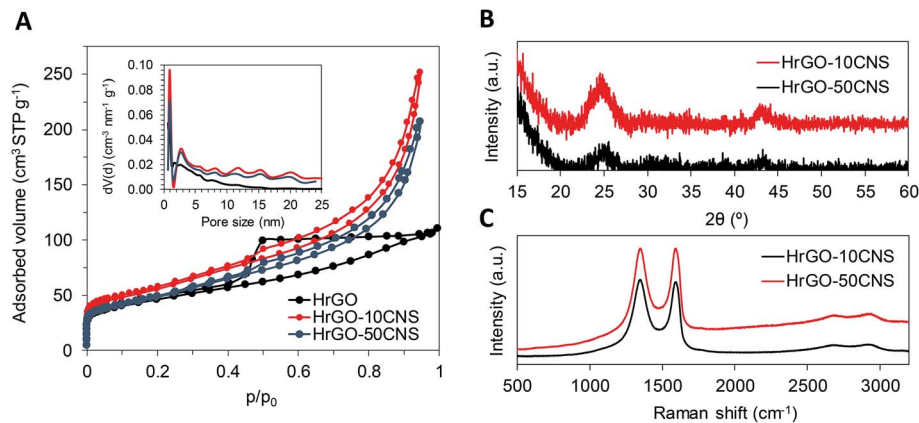 A
Adsorbed volume (cm³ STP g⁻¹)
250
200
150
100
50
0
0
0.2
0.4
0.6
0.8
1
p/p₀
dV(d) (cm⁻³ nm⁻¹ g⁻¹)
0.10
0.08
0.06
0.04
0.02
0.00
0
5
10
15
20
25
Pore size (nm)
HrGO
HrGO-10CNS
HrGO-50CNS
B
Intensity (a.u.)
HrGO-10CNS
HrGO-50CNS
15 20 25 30 35 40 45 50 55 60
2θ (º)
C
Intensity (a.u.)
HrGO-10CNS
HrGO-50CNS
500 1000 1500 2000 2500 3000
Raman shift (cm⁻¹)